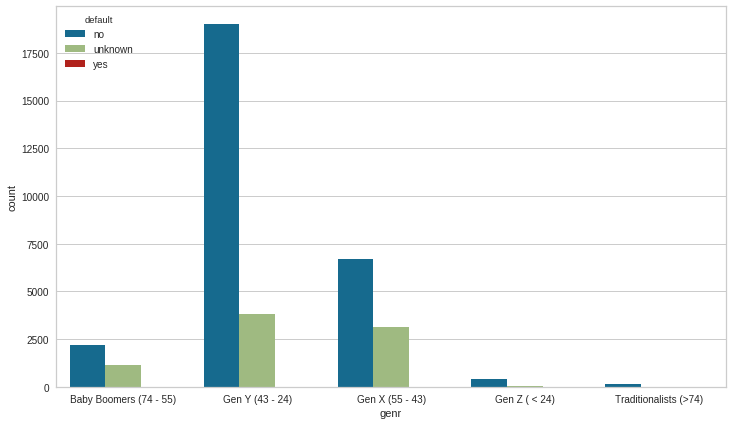 default
no
unknown
yes
17500
15000
12500
10000
7500
5000
2500
0
count
Baby Boomers (74 - 55) Gen Y (43 - 24) Gen X (55 - 43) Gen Z ( < 24) Traditionalists (>74)
genr